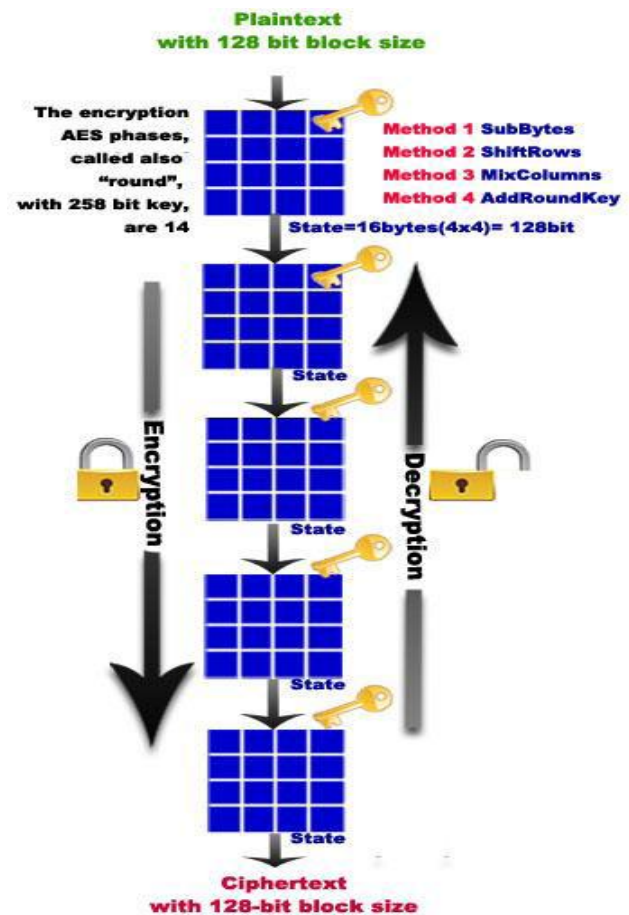 Plaintext
with 128 bit block size
The encryption
AES phases,
called also
“round”,
with 258 bit key,
are 14
Method 1 SubBytes
Method 2 ShiftRows
Method 3 MixColumns
Method 4 AddRoundKey
State=16bytes(4x4)= 128bit
State
Encryption
Decryption
State
State
State
Ciphertext
with 128-bit block size